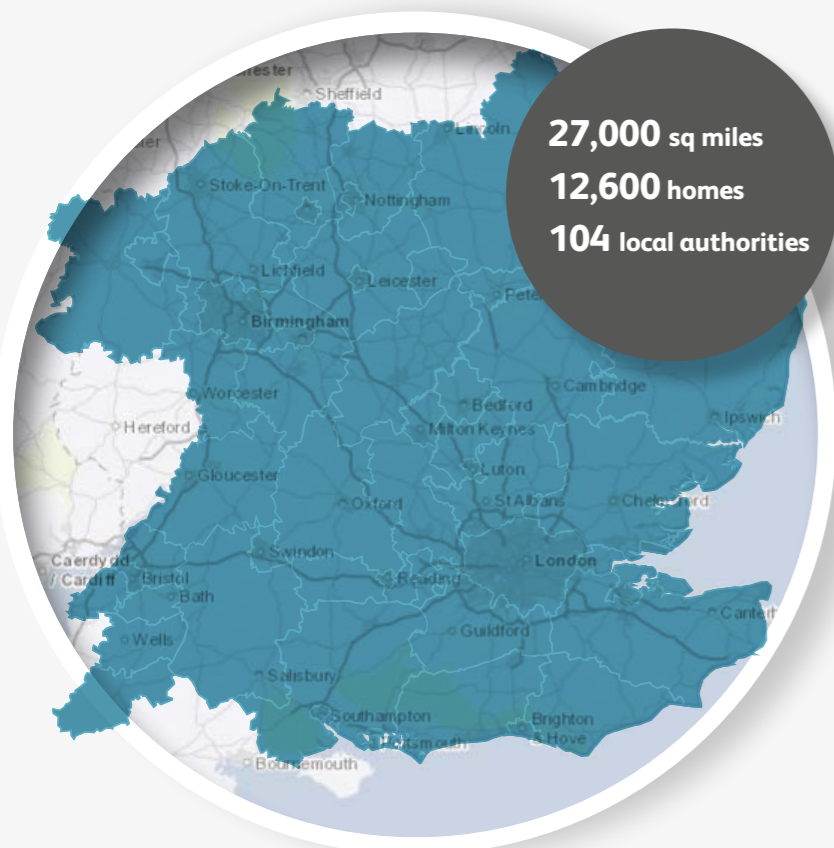 Sheffield
Lincoln
27,000 sq miles
12,600 homes
104 local authorities
Stoke-On-Trent
Nottingham
Lichfield
Leicester
Birmingham
Worcester
Cambridge
Hereford
Bedford
Milton Keynes
Ipswich
Gloucester
Luton
Oxford
St Albans
Swindon
London
Caerdydd
/ Cardiff
Bristol
Reading
Bath
Wells
Guildford
Salisbury
Southampton
Brighton
& Hove
Portsmouth
Bournemouth